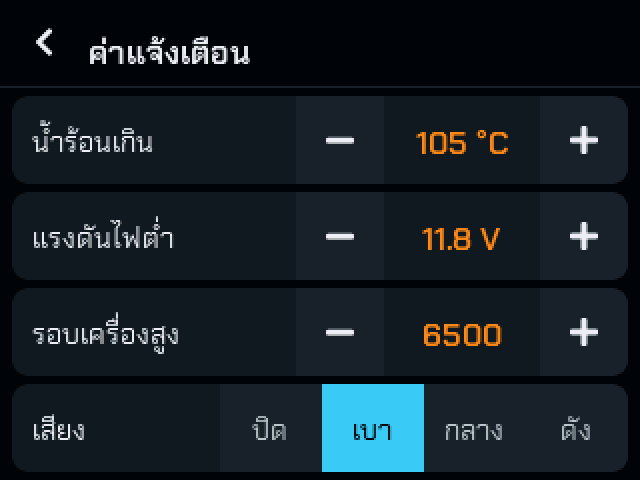 ค่าแจ้งเตือน
น้ำร้อนเกิน − 105 °C +
แรงดันไฟต่ำ − 11.8 V +
รอบเครื่องสูง − 6500 +
เสียง ปิด เบา กลาง ดัง